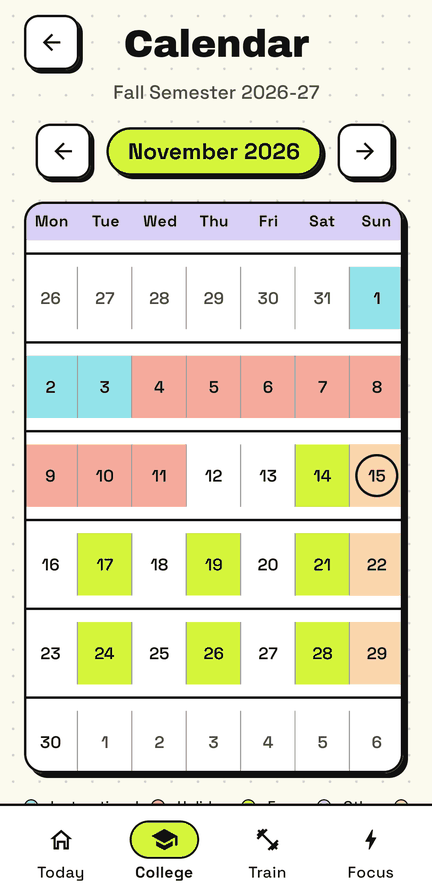 Calendar
Fall Semester 2026-27
November 2026
Mon Tue Wed Thu Fri Sat Sun
26 27 28 29 30 31 1
2 3 4 5 6 7 8
9 10 11 12 13 14 15
16 17 18 19 20 21 22
23 24 25 26 27 28 29
30 1 2 3 4 5 6
Today College Train Focus